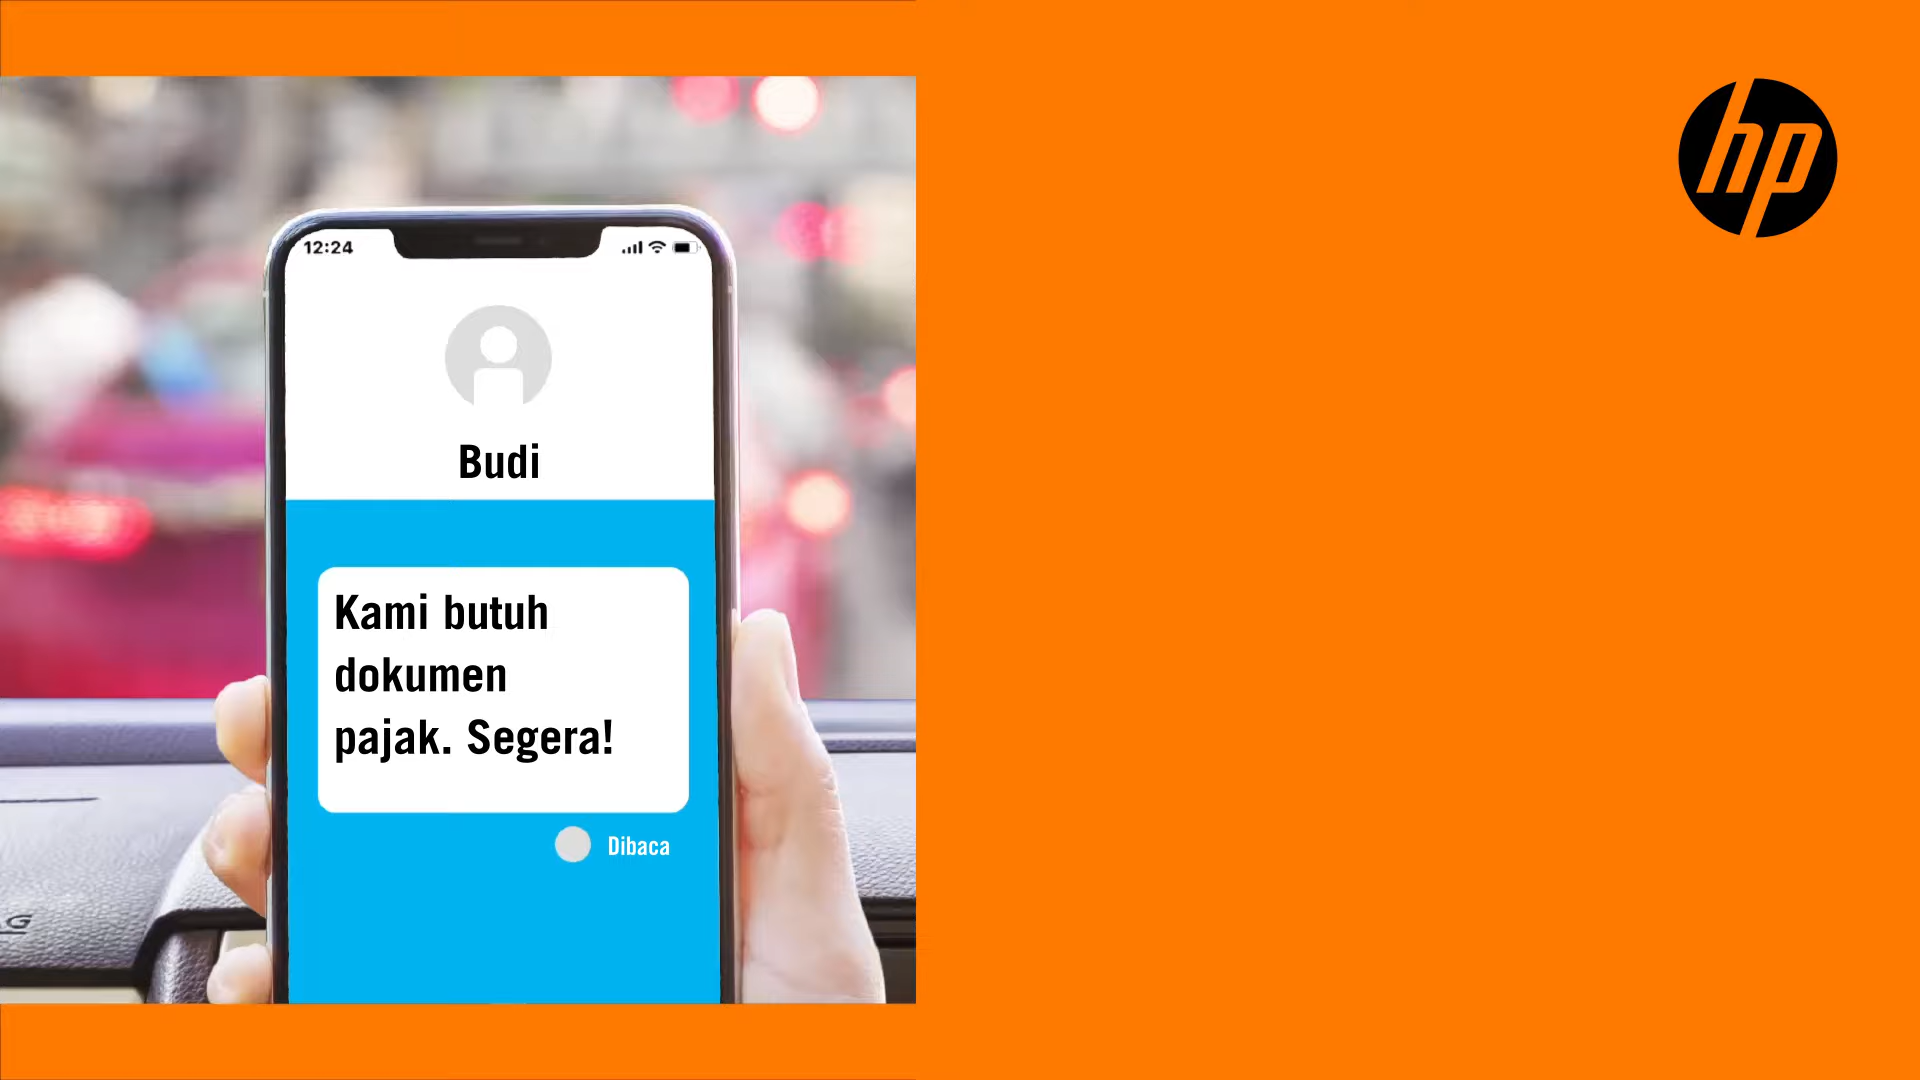 hp
12:24
Budi
Kami butuh
dokumen
pajak. Segera!
Dibaca